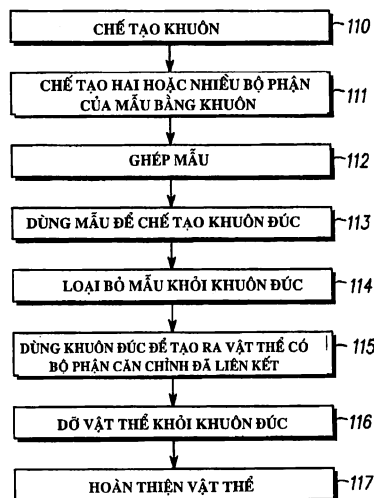 CHẾ TẠO KHUÔN
110
CHẾ TẠO HAI HOẶC NHIỀU BỘ PHẬN
CỦA MẪU BẰNG KHUÔN
111
GHÉP MẪU
112
DÙNG MẪU ĐỂ CHẾ TẠO KHUÔN ĐÚC
113
LOẠI BỎ MẪU KHỎI KHUÔN ĐÚC
114
DÙNG KHUÔN ĐÚC ĐỂ TẠO RA VẬT THỂ CÓ
BỘ PHẬN CĂN CHỈNH ĐÃ LIÊN KẾT
115
DỠ VẬT THỂ KHỎI KHUÔN ĐÚC
116
HOÀN THIỆN VẬT THỂ
117